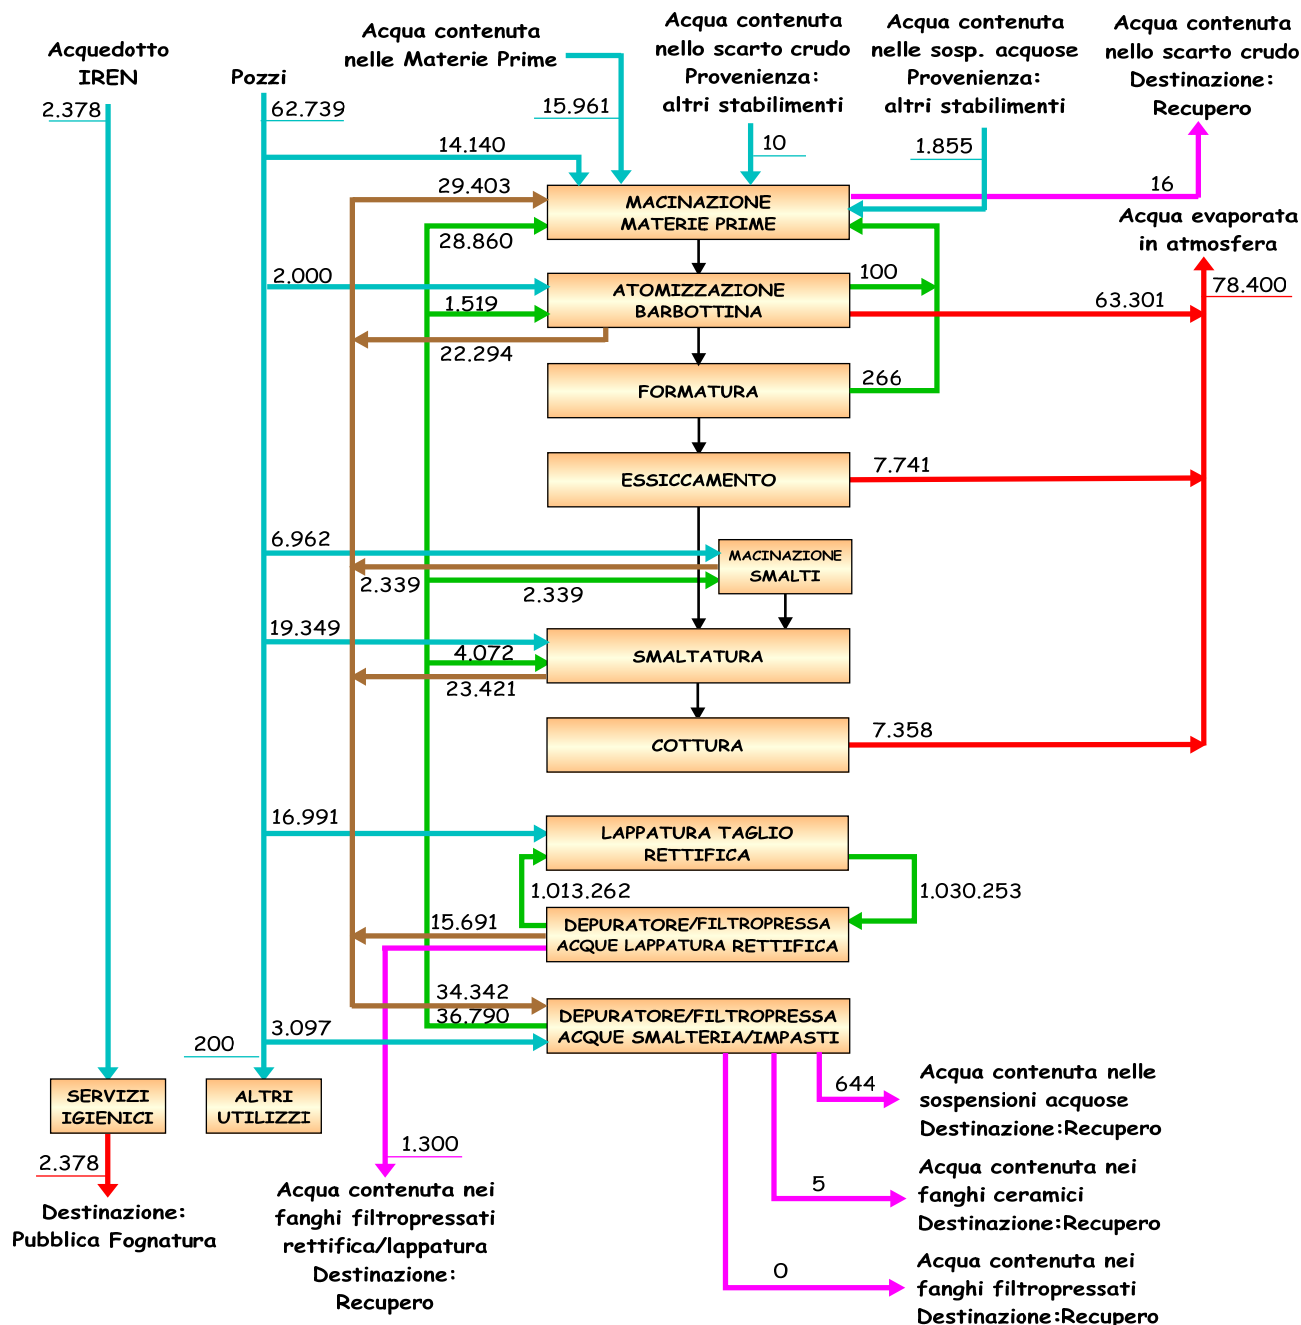 Acquedotto
IREN
2.378
Pozzi
62.739
Acqua contenuta
nelle Materie Prime
15.961
Acqua contenuta
nello scarto crudo
Provenienza:
altri stabilimenti
10
Acqua contenuta
nelle sosp. acquose
Provenienza:
altri stabilimenti
1.855
Acqua contenuta
nello scarto crudo
Destinazione:
Recupero
16
14.140
29.403
28.860
MACINAZIONE
MATERIE PRIME
Acqua evaporata
in atmosfera
78.400
2.000
1.519
22.294
ATOMIZZAZIONE
BARBOTTINA
100
63.301
FORMATURA
266
ESSICCAMENTO
7.741
6.962
2.339
2.339
MACINAZIONE
SMALTI
19.349
4.072
23.421
SMALTATURA
COTTURA
7.358
16.991
LAPPATURA TAGLIO
RETTIFICA
1.013.262
1.030.253
15.691
DEPURATORE/FILTROPRESSA
ACQUE LAPPATURA RETTIFICA
34.342
36.790
3.097
DEPURATORE/FILTROPRESSA
ACQUE SMALTERIA/IMPASTI
200
SERVIZI
IGIENICI
ALTRI
UTILIZZI
2.378
Destinazione:
Pubblica Fognatura
1.300
Acqua contenuta nei
fanghi filtropressati
rettifica/lappatura
Destinazione:
Recupero
644
Acqua contenuta nelle
sospensioni acquose
Destinazione:Recupero
5
Acqua contenuta nei
fanghi ceramici
Destinazione:Recupero
0
Acqua contenuta nei
fanghi filtropressati
Destinazione:Recupero